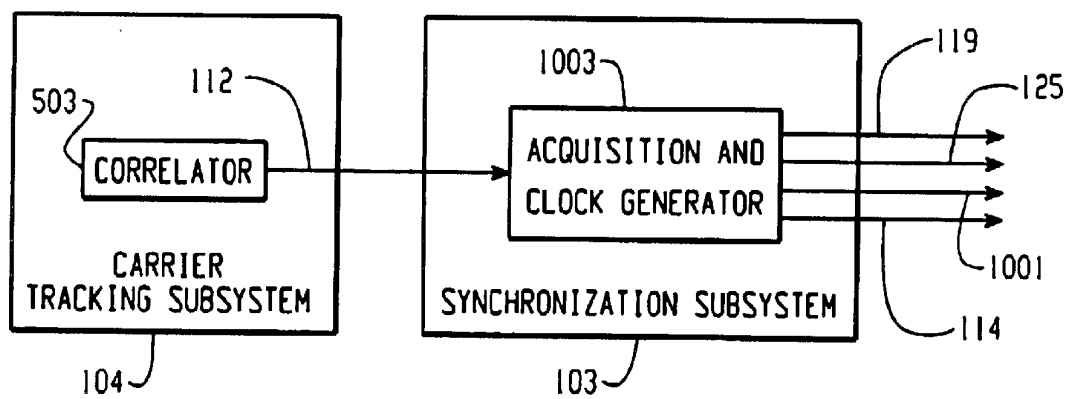 119
1003
125
112
503
CORRELATOR
ACQUISITION AND
CLOCK GENERATOR
CARRIER
TRACKING SUBSYSTEM
SYNCHRONIZATION SUBSYSTEM
1001
114
104
103